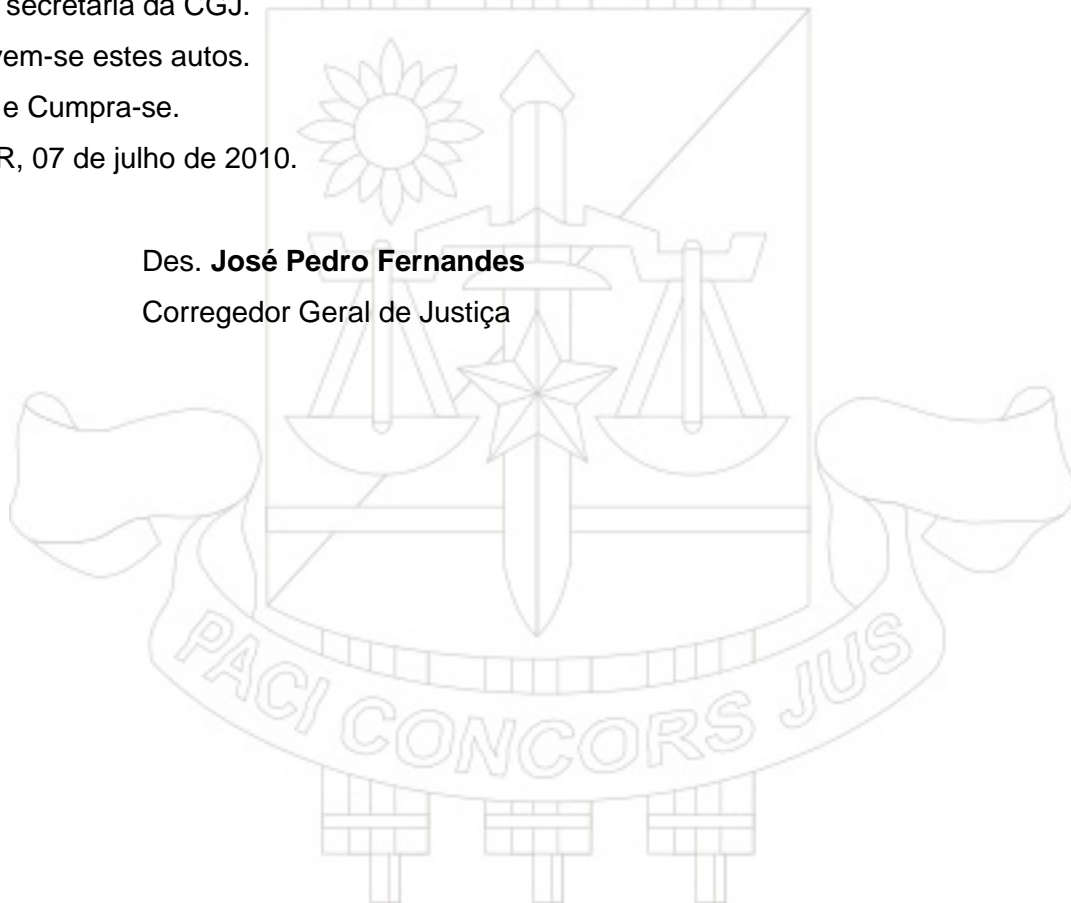 secretaria da CGJ.
vem-se estes autos.
e Cumpra-se.
R, 07 de julho de 2010.
Des. José Pedro Fernandes
Corregedor Geral de Justiça
PACI CONCORS JUS